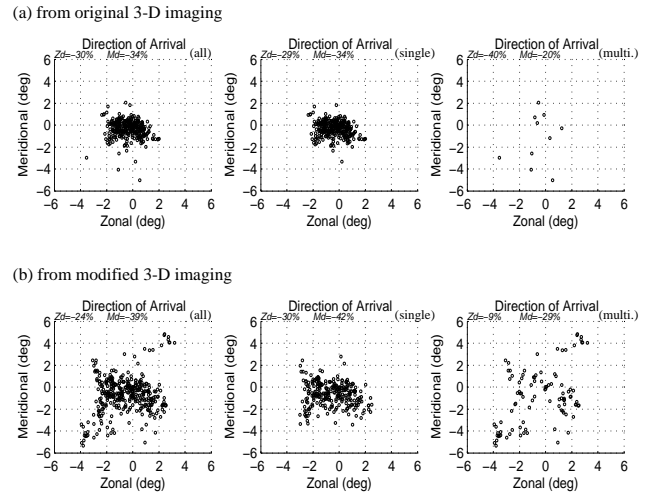 (a) from original 3-D imaging
Direction of Arrival Direction of Arrival Direction of Arrival
Zd=-30% Md=-34% (all) Zd=-29% Md=-34% (single) Zd=-40% Md=-20% (multi.)
6 6 6
4 4 4
2 2 2
0 0 0
−2 −2 −2
−4 −4 −4
−6 −6 −6
Meridional (deg) Meridional (deg) Meridional (deg)
−6 −4 −2 0 2 4 6 −6 −4 −2 0 2 4 6 −6 −4 −2 0 2 4 6
Zonal (deg) Zonal (deg) Zonal (deg)
(b) from modified 3-D imaging
Direction of Arrival Direction of Arrival Direction of Arrival
Zd=-24% Md=-39% (all) Zd=-30% Md=-42% (single) Zd=-9% Md=-29% (multi.)
6 6 6
4 4 4
2 2 2
0 0 0
−2 −2 −2
−4 −4 −4
−6 −6 −6
Meridional (deg) Meridional (deg) Meridional (deg)
−6 −4 −2 0 2 4 6 −6 −4 −2 0 2 4 6 −6 −4 −2 0 2 4 6
Zonal (deg) Zonal (deg) Zonal (deg)